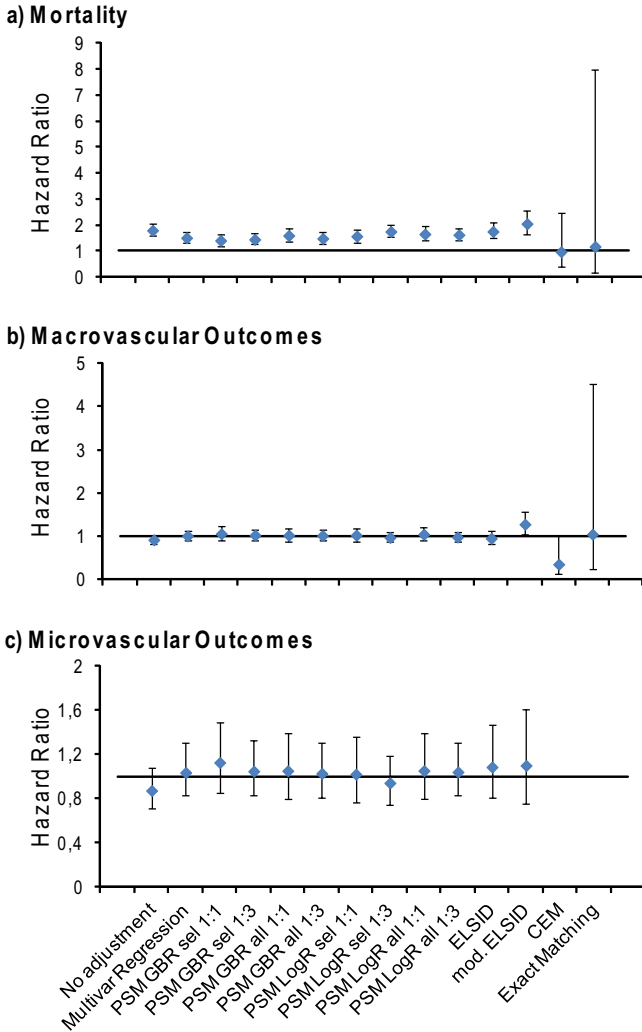 a) Mortality
Hazard Ratio
9
8
7
6
5
4
3
2
1
0
b) Macrovascular Outcomes
Hazard Ratio
5
4
3
2
1
0
c) Microvascular Outcomes
Hazard Ratio
2
1,6
1,2
0,8
0,4
0
No adjustment
Multivar Regression
PSM GBR sel 1:1
PSM GBR sel 1:3
PSM GBR all 1:1
PSM GBR all 1:3
PSM LogR sel 1:1
PSM LogR sel 1:3
PSM LogR all 1:1
PSM LogR all 1:3
ELSID
mod. ELSID
CEM
Exact Matching